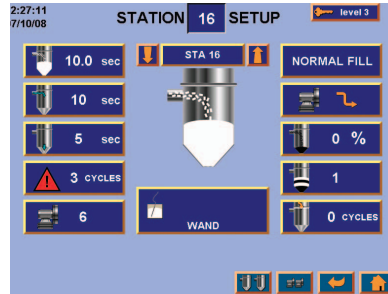 2:27:11
07/10/08
STATION 16 SETUP
level 3
10.0 sec
STA 16
NORMAL FILL
10 sec
5 sec
0 %
3 CYCLES
1
6
WAND
0 CYCLES